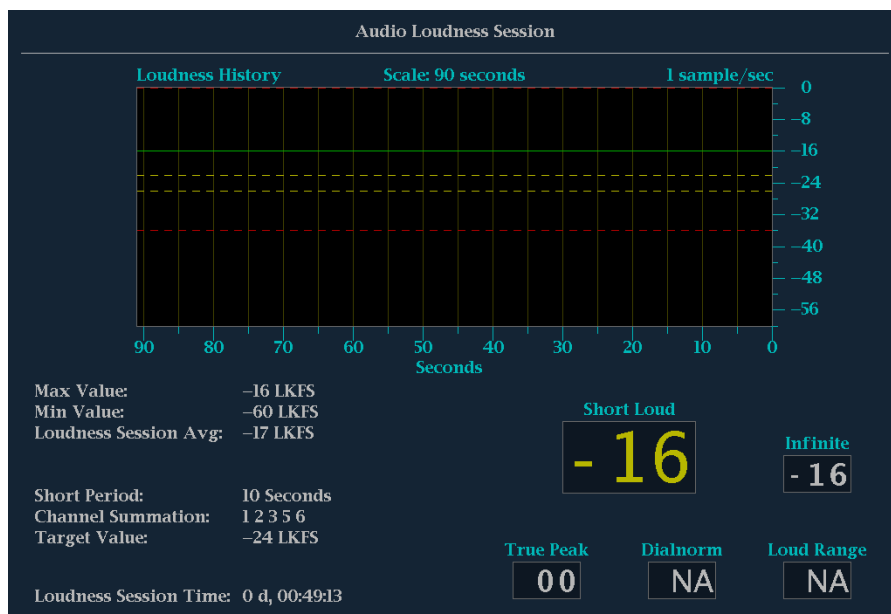 Audio Loudness Session
Loudness History Scale: 90 seconds 1 sample/sec
0
–8
–16
–24
–32
–40
–48
–56
90 80 70 60 50 40 30 20 10 0
Seconds
Max Value: –16 LKFS
Min Value: –60 LKFS
Loudness Session Avg: –17 LKFS
Short Loud
-16
Infinite
-16
Short Period: 10 Seconds
Channel Summation: 1 2 3 5 6
Target Value: –24 LKFS
True Peak Dialnorm Loud Range
00 NA NA
Loudness Session Time: 0 d, 00:49:13